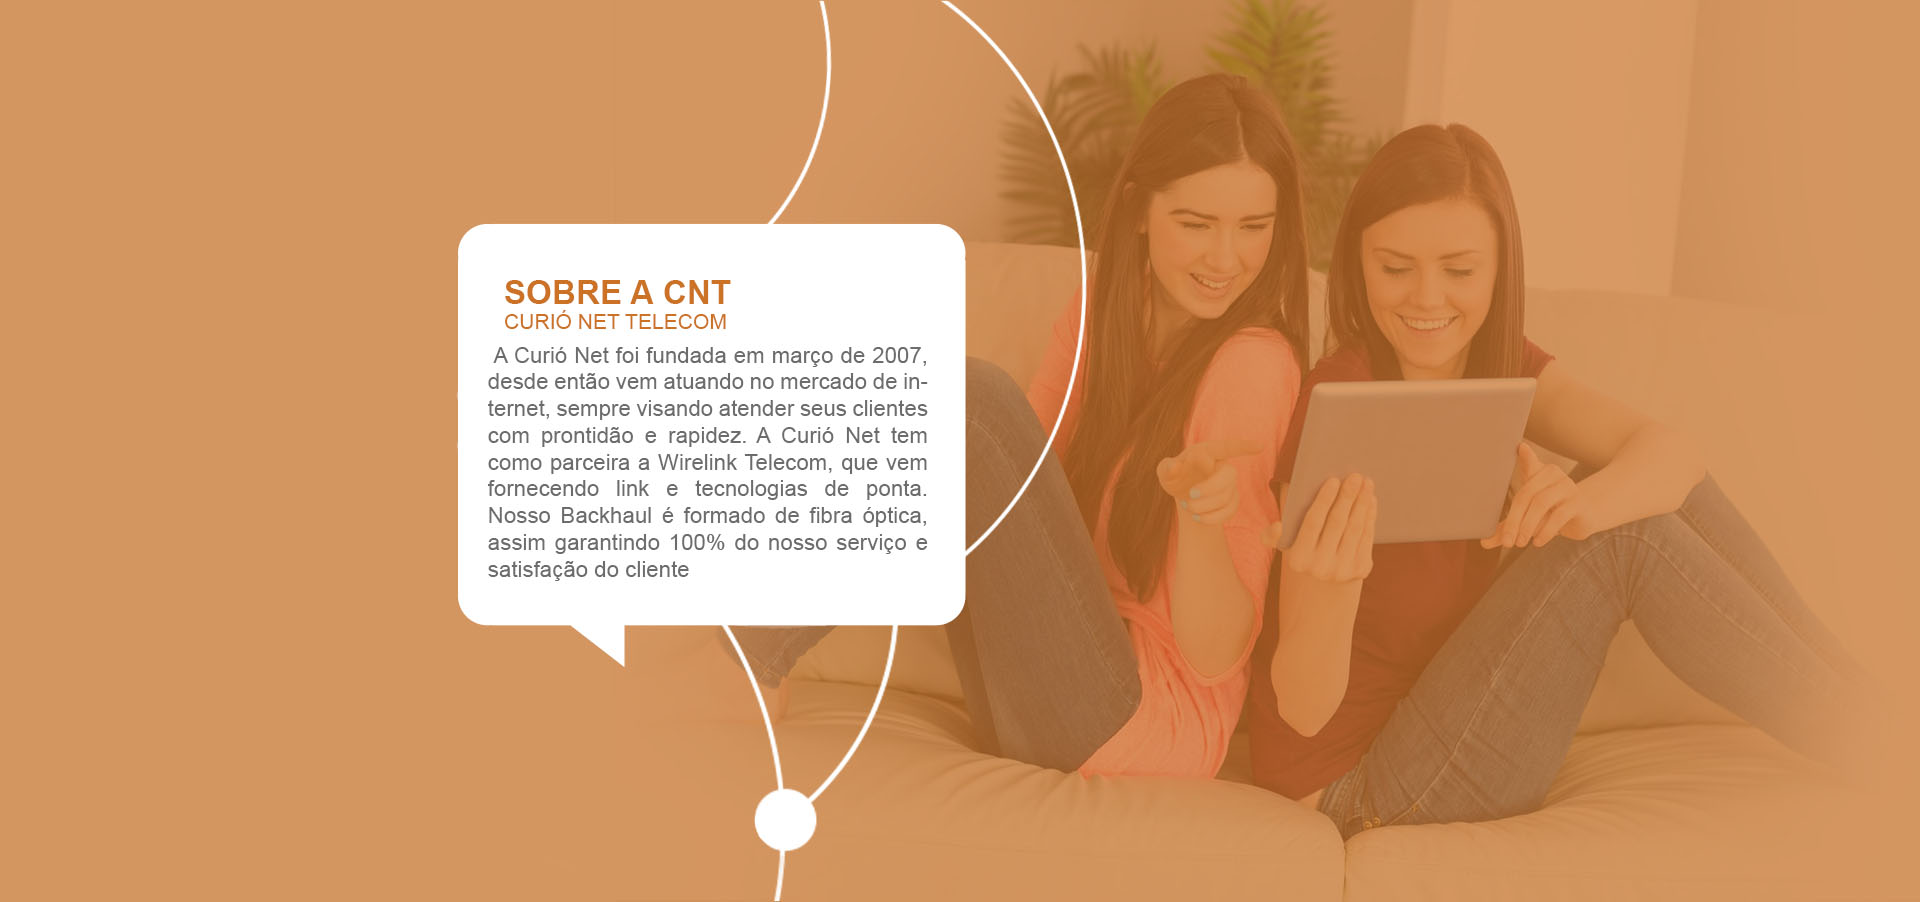 SOBRE A CNT
CURIÓ NET TELECOM
A Curió Net foi fundada em março de 2007,
desde então vem atuando no mercado de in-
ternet, sempre visando atender seus clientes
com prontidão e rapidez. A Curió Net tem
como parceira a Wirelink Telecom, que vem
fornecendo link e tecnologias de ponta.
Nosso Backhaul é formado de fibra óptica,
assim garantindo 100% do nosso serviço e
satisfação do cliente